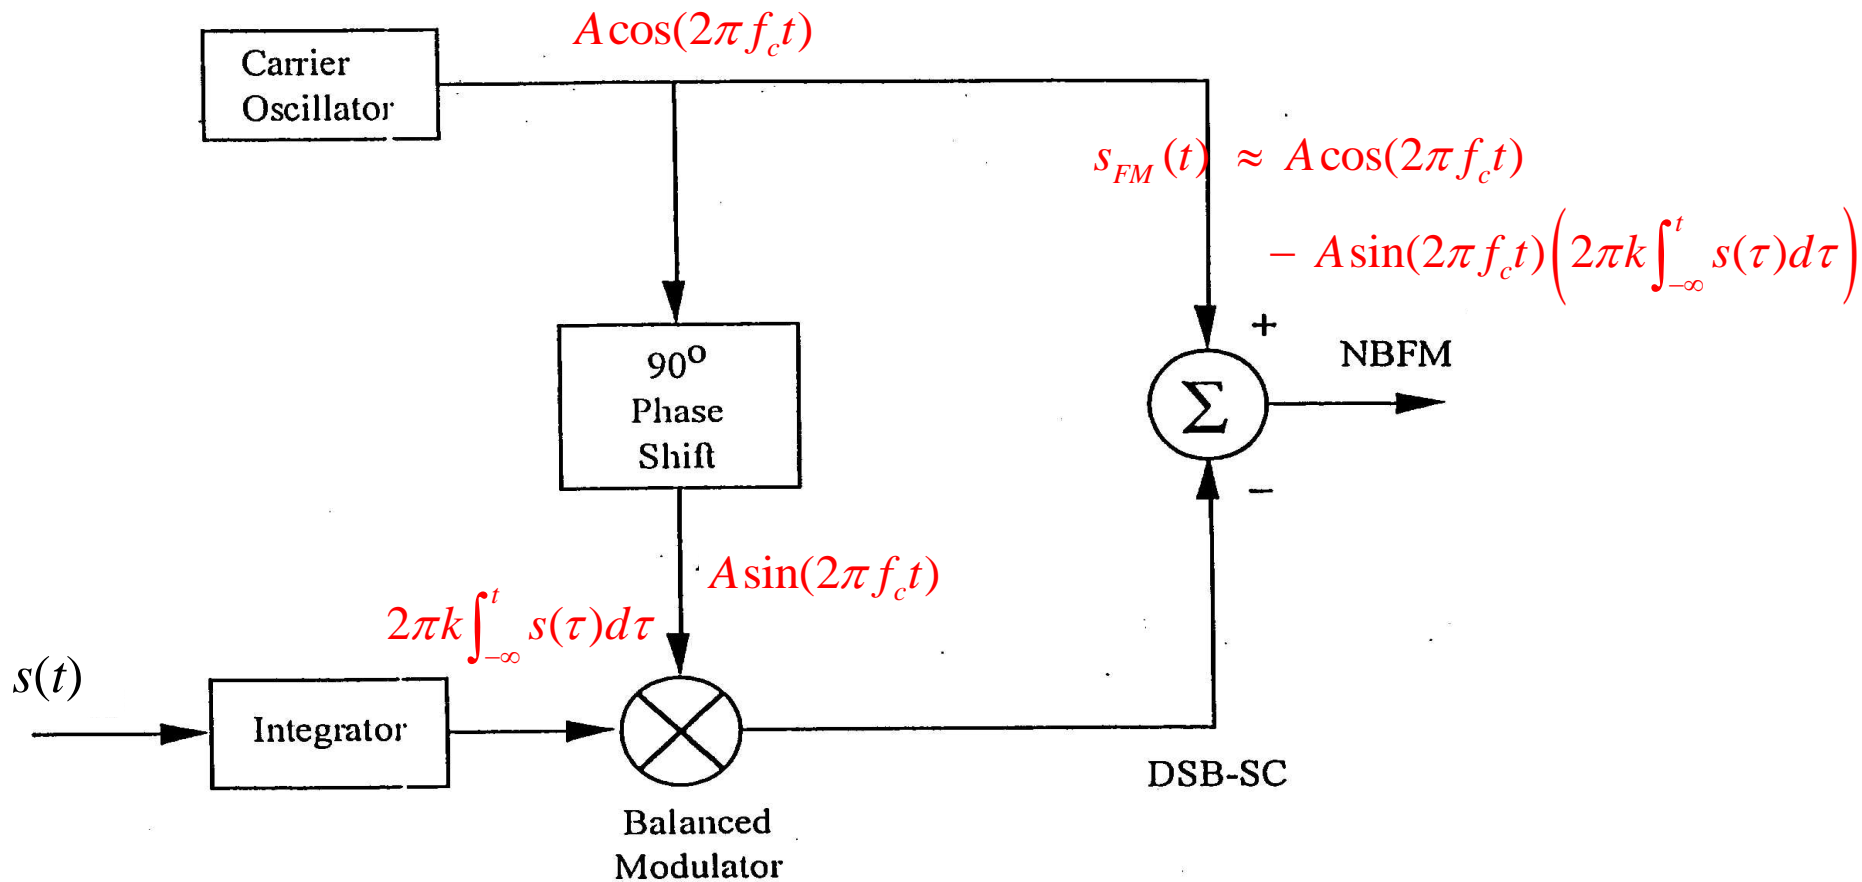 A cos(2π f_c t)
Carrier
Oscillator
s_FM (t) ≈ A cos(2π f_c t)
− A sin(2π f_c t)(2πk∫_{−∞}^{t} s(τ)dτ)
+
NBFM
90º
Phase
Shift
Σ
−
A sin(2π f_c t)
2πk∫_{−∞}^{t} s(τ)dτ
s(t)
Integrator
DSB-SC
Balanced
Modulator